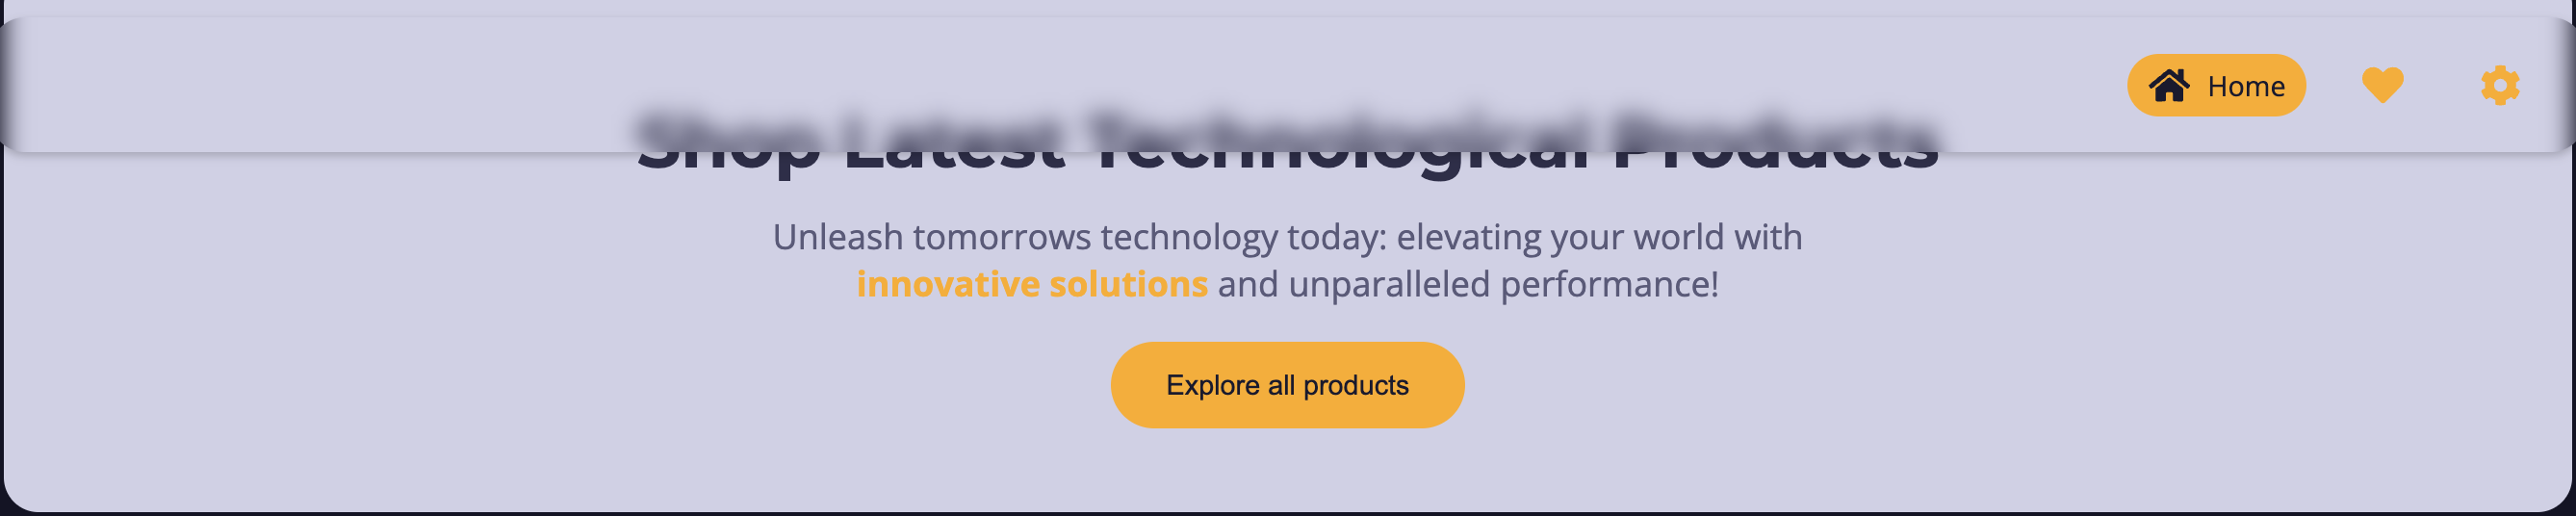 Home
Shop Latest Technological Products
Unleash tomorrows technology today: elevating your world with
innovative solutions and unparalleled performance!
Explore all products